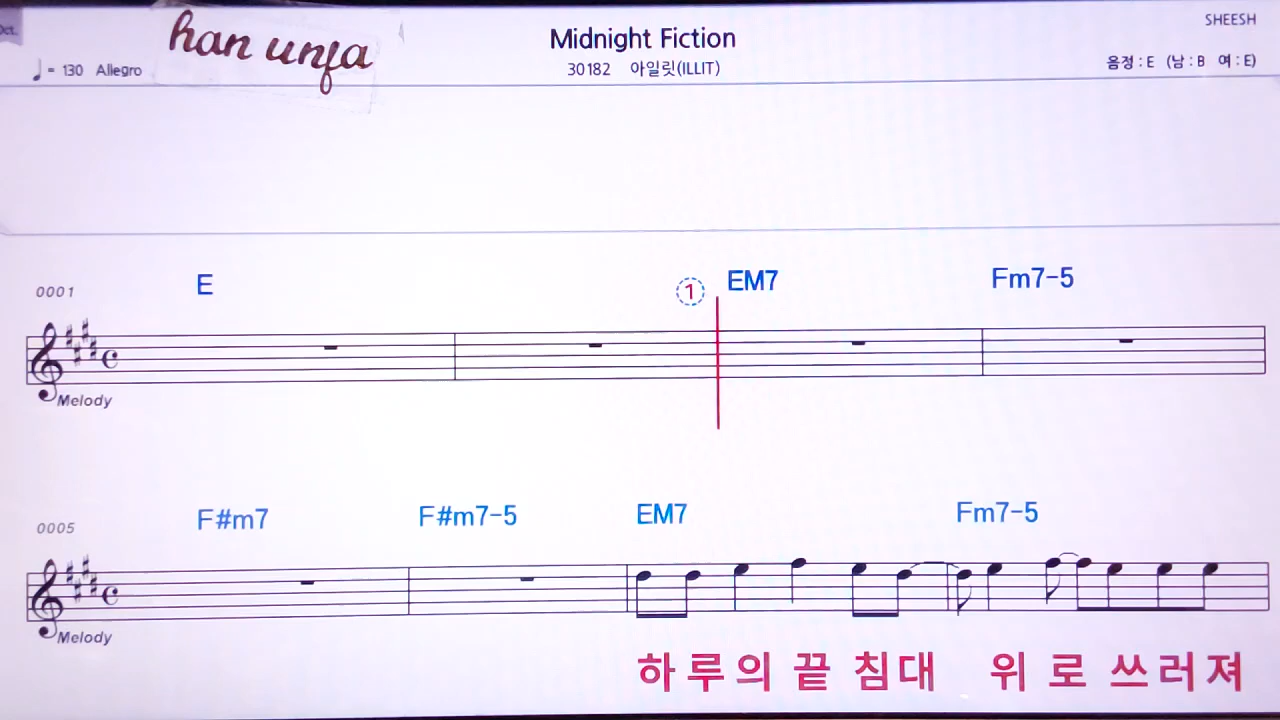 Oct.
SHEESH
han unfa
Midnight Fiction
= 130 Allegro
30182 아일릿(ILLIT)
음정 : E (남 : B 여 : E)
0001
E
1
EM7
Fm7-5
Melody
0005
F#m7
F#m7-5
EM7
Fm7-5
Melody
하루의 끝 침대 위로 쓰러져